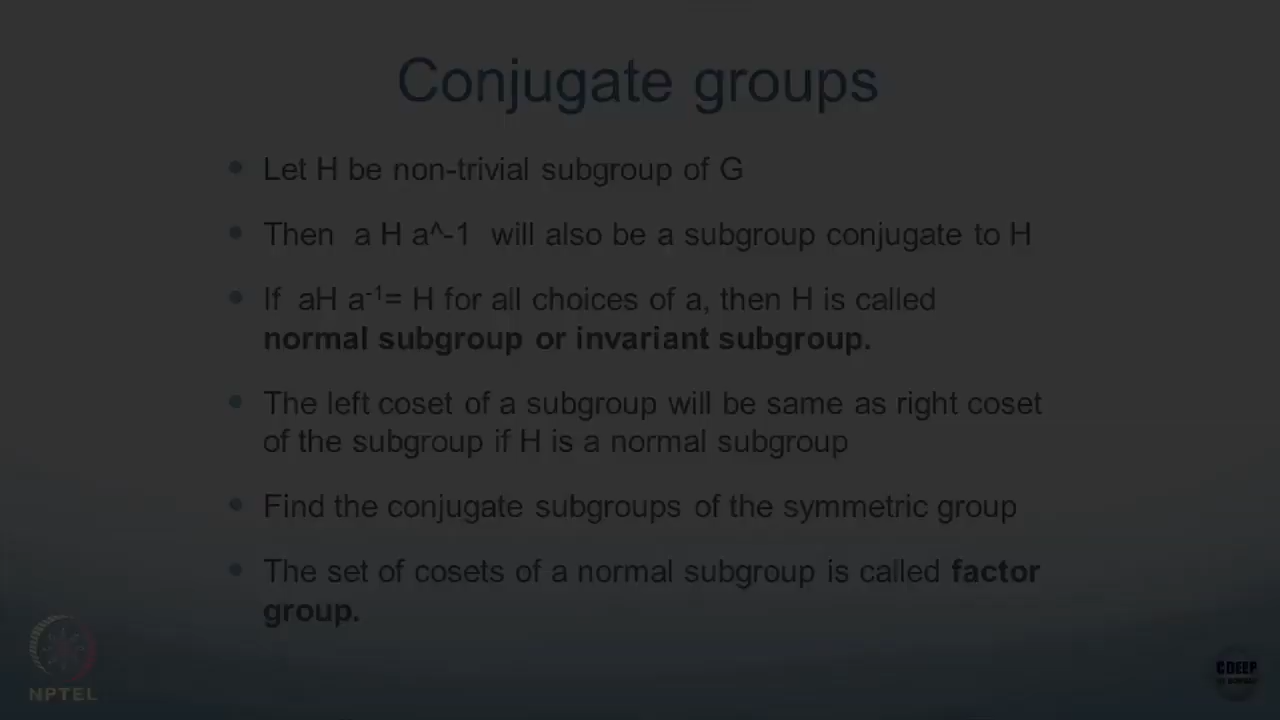 Conjugate groups
• Let H be non-trivial subgroup of G
• Then a H a^-1 will also be a subgroup conjugate to H
• If aH a⁻¹= H for all choices of a, then H is called
normal subgroup or invariant subgroup.
• The left coset of a subgroup will be same as right coset
of the subgroup if H is a normal subgroup
• Find the conjugate subgroups of the symmetric group
• The set of cosets of a normal subgroup is called factor
group.
NPTEL
CDEEP